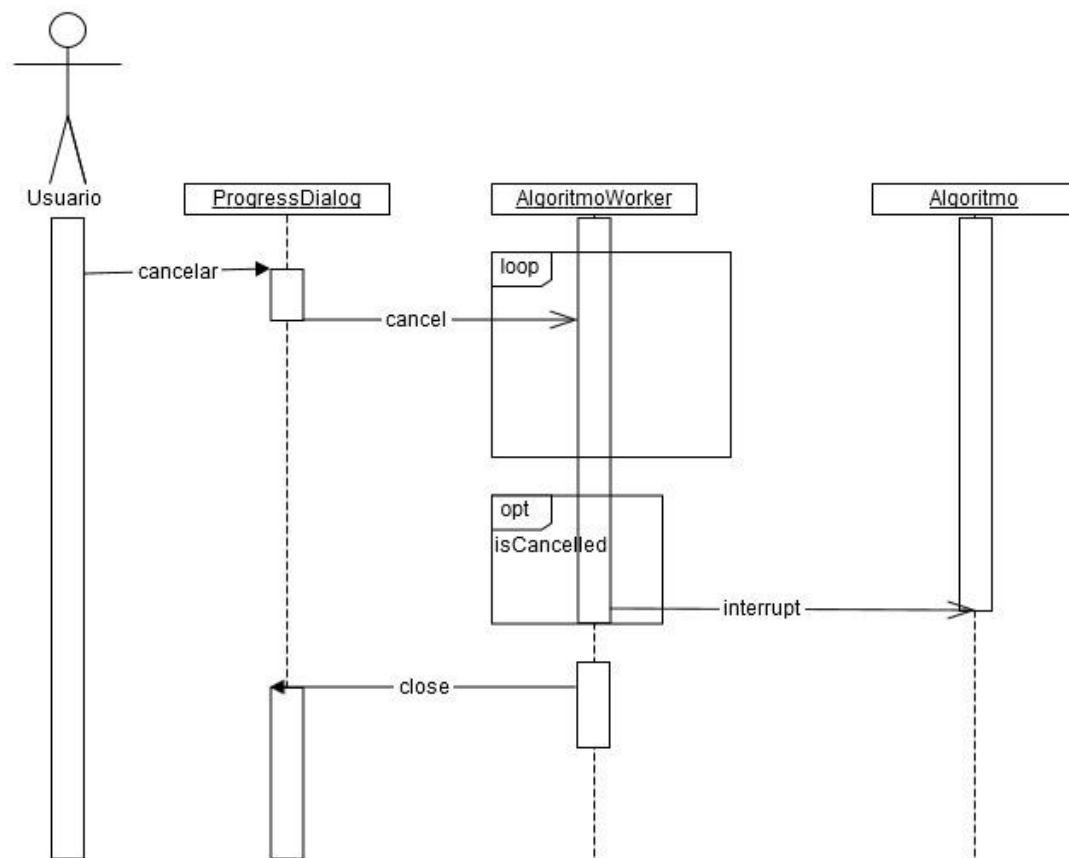 Usuario
ProgressDialog
AlgoritmoWorker
Algoritmo
loop
cancelar
cancel
opt
isCancelled
interrupt
close